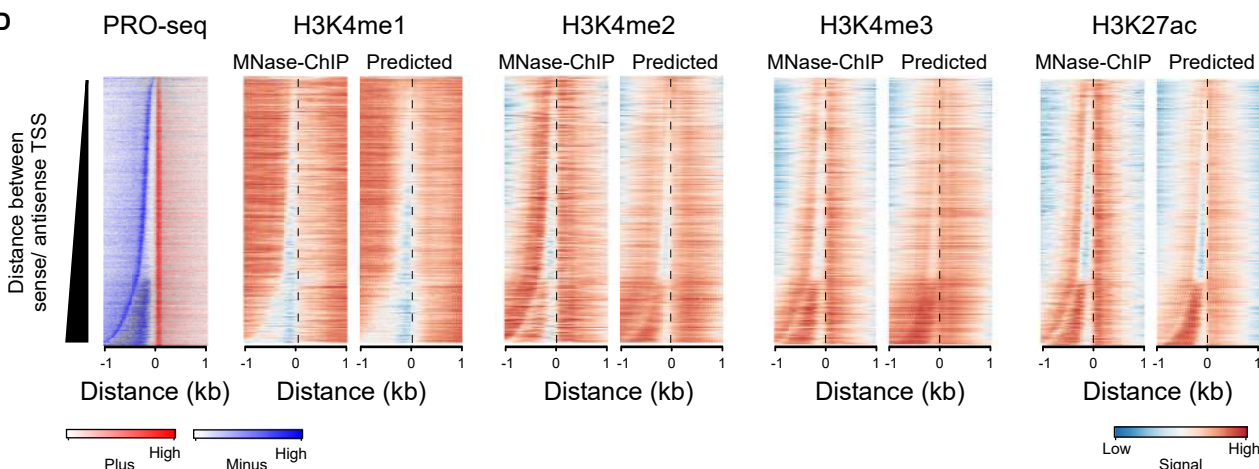 D
PRO-seq
H3K4me1
H3K4me2
H3K4me3
H3K27ac
MNase-ChIP Predicted
MNase-ChIP Predicted
MNase-ChIP Predicted
MNase-ChIP Predicted
Distance between
sense/ antisense TSS
-1 0 1
-1 0 1
-1 0 1
-1 0 1
-1 0 1
-1 0 1
-1 0 1
-1 0 1
-1 0 1
Distance (kb)
Distance (kb)
Distance (kb)
Distance (kb)
Distance (kb)
High
Plus
High
Minus
Low
High
Signal